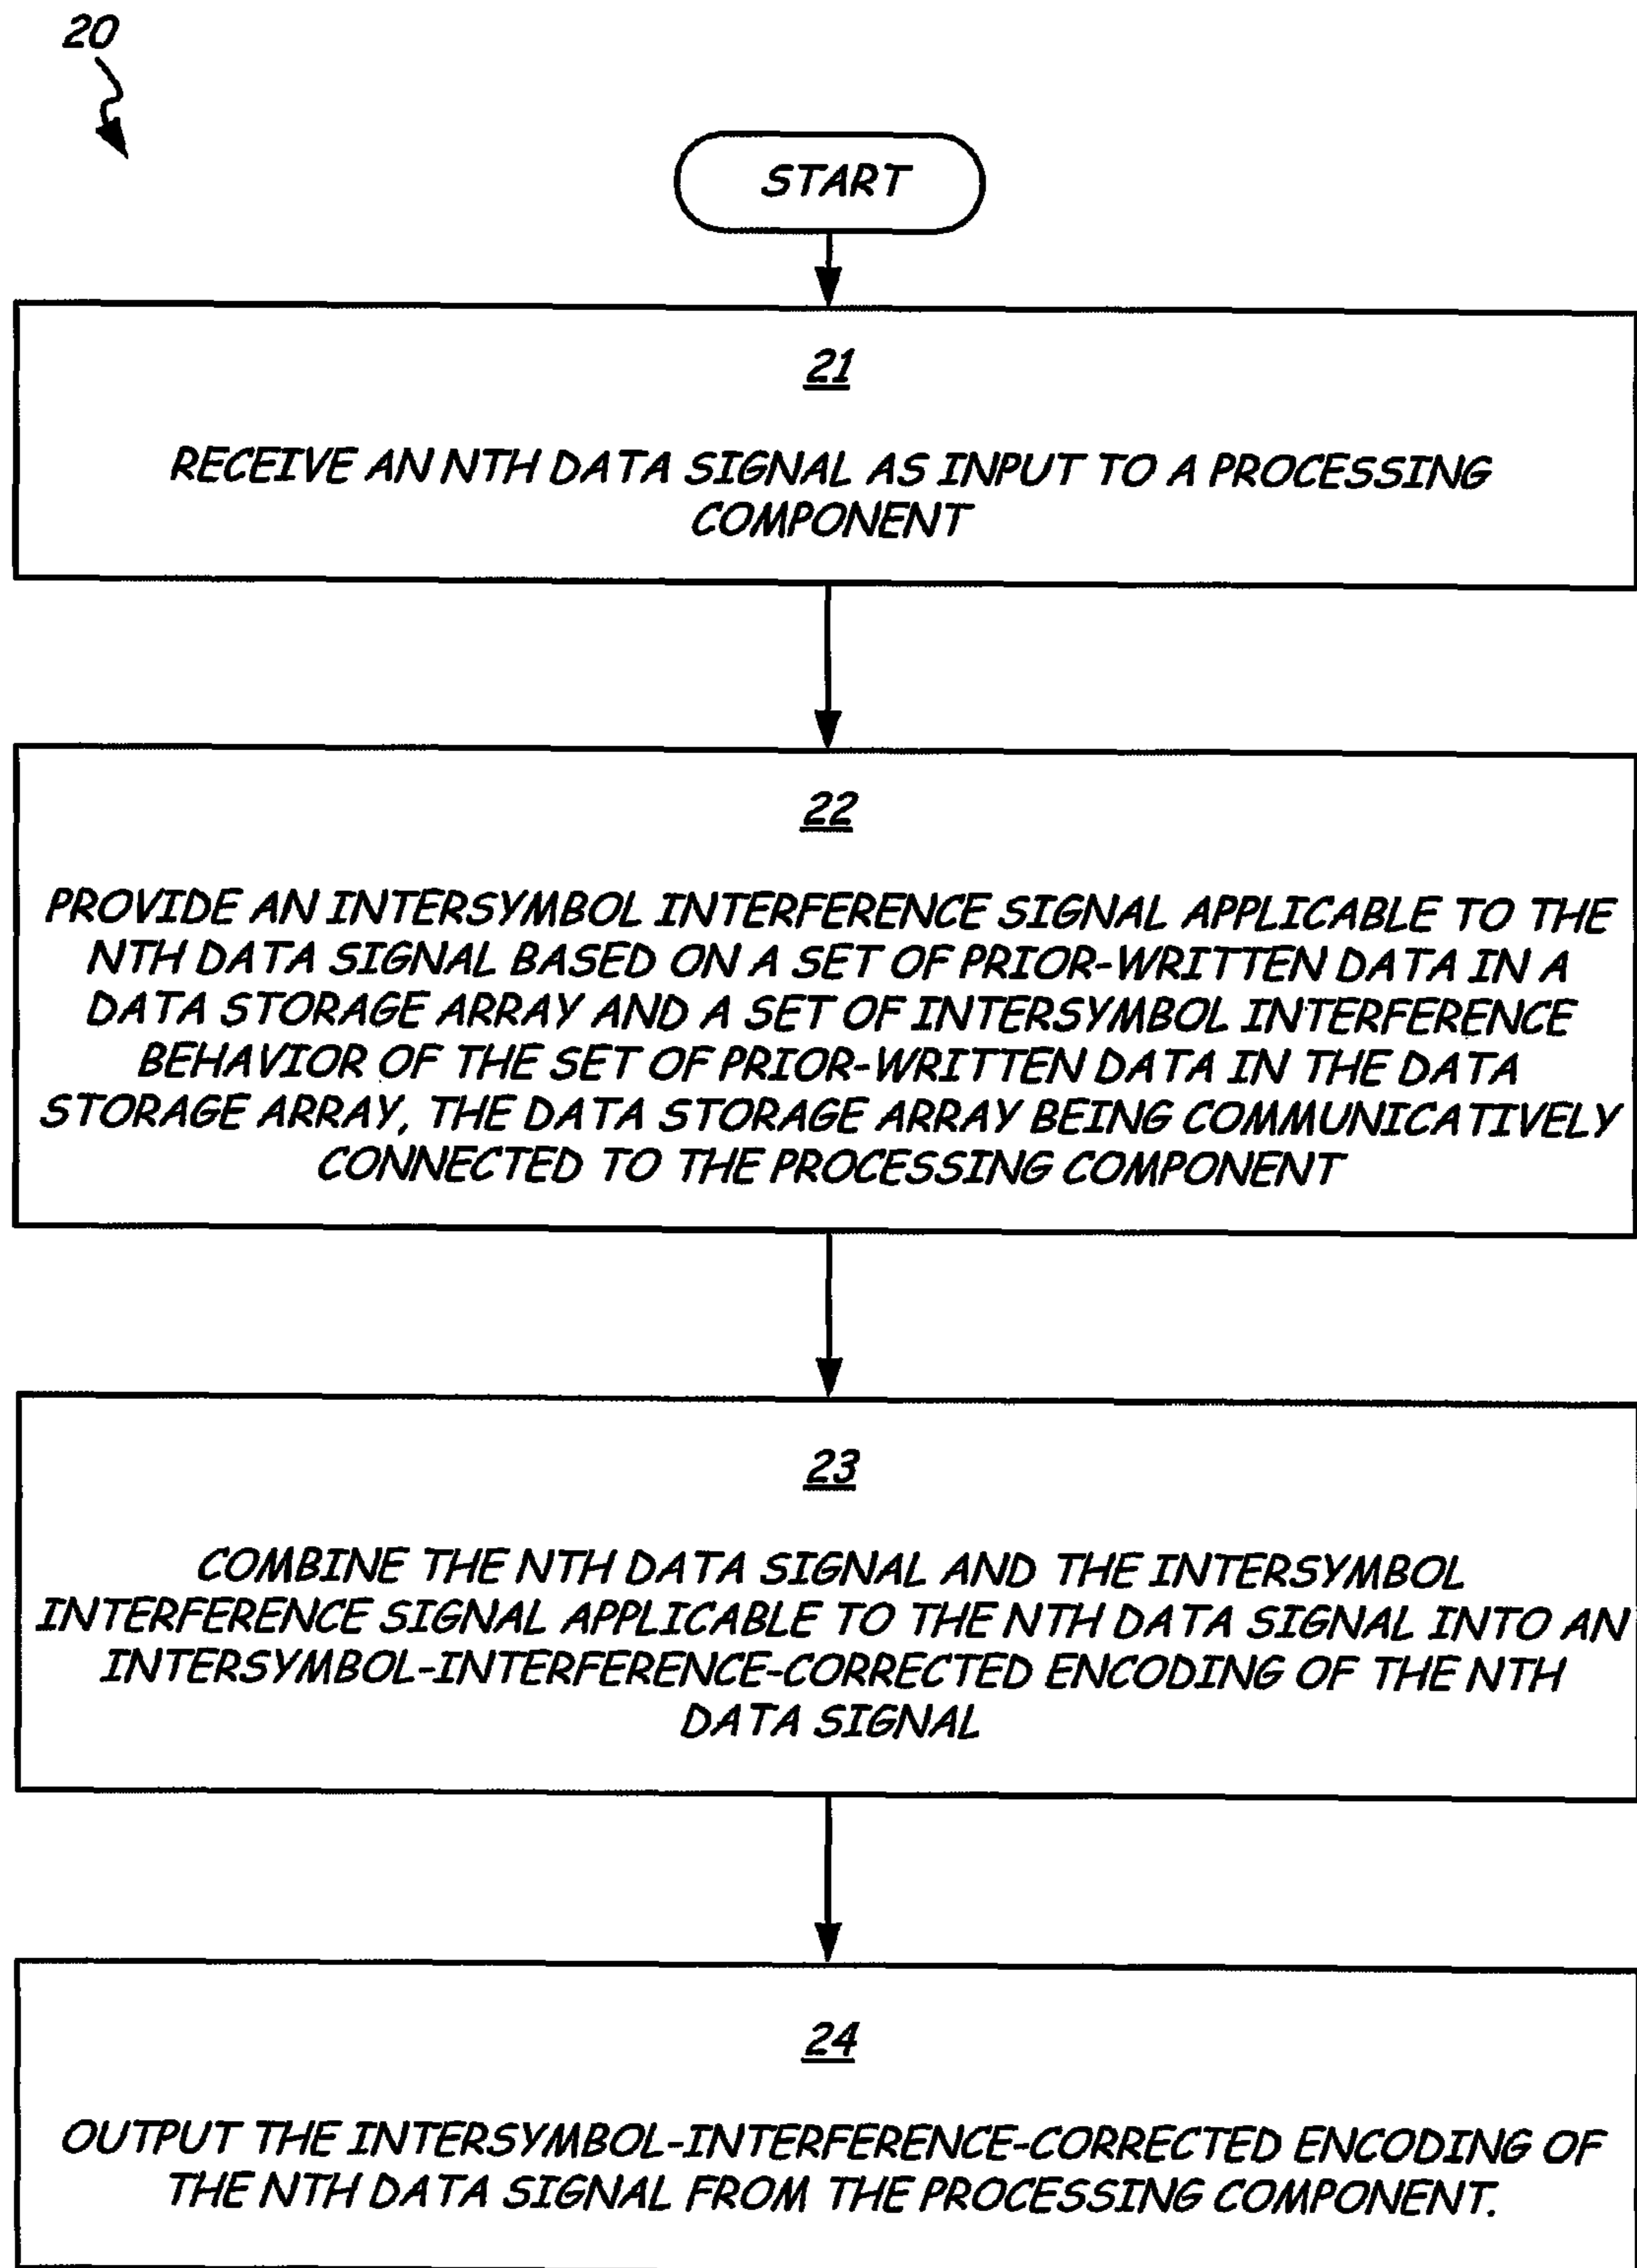 20
START
21
RECEIVE AN NTH DATA SIGNAL AS INPUT TO A PROCESSING
COMPONENT
22
PROVIDE AN INTERSYMBOL INTERFERENCE SIGNAL APPLICABLE TO THE
NTH DATA SIGNAL BASED ON A SET OF PRIOR-WRITTEN DATA IN A
DATA STORAGE ARRAY AND A SET OF INTERSYMBOL INTERFERENCE
BEHAVIOR OF THE SET OF PRIOR-WRITTEN DATA IN THE DATA
STORAGE ARRAY, THE DATA STORAGE ARRAY BEING COMMUNICATIVELY
CONNECTED TO THE PROCESSING COMPONENT
23
COMBINE THE NTH DATA SIGNAL AND THE INTERSYMBOL
INTERFERENCE SIGNAL APPLICABLE TO THE NTH DATA SIGNAL INTO AN
INTERSYMBOL-INTERFERENCE-CORRECTED ENCODING OF THE NTH
DATA SIGNAL
24
OUTPUT THE INTERSYMBOL-INTERFERENCE-CORRECTED ENCODING OF
THE NTH DATA SIGNAL FROM THE PROCESSING COMPONENT.